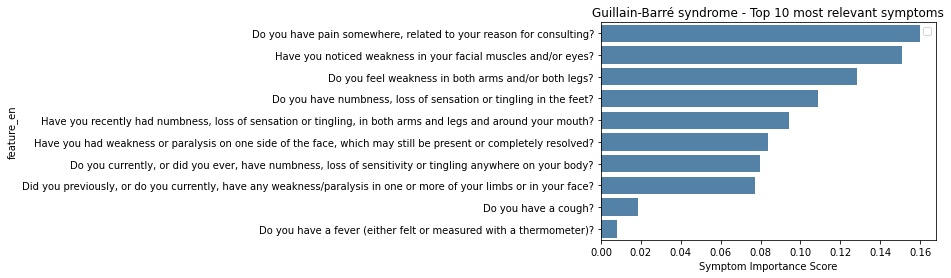 Guillain-Barré syndrome - Top 10 most relevant symptoms
Do you have pain somewhere, related to your reason for consulting?
Have you noticed weakness in your facial muscles and/or eyes?
Do you feel weakness in both arms and/or both legs?
Do you have numbness, loss of sensation or tingling in the feet?
Have you recently had numbness, loss of sensation or tingling, in both arms and legs and around your mouth?
Have you had weakness or paralysis on one side of the face, which may still be present or completely resolved?
Do you currently, or did you ever, have numbness, loss of sensitivity or tingling anywhere on your body?
Did you previously, or do you currently, have any weakness/paralysis in one or more of your limbs or in your face?
Do you have a cough?
Do you have a fever (either felt or measured with a thermometer)?
feature_en
0.00 0.02 0.04 0.06 0.08 0.10 0.12 0.14 0.16
Symptom Importance Score